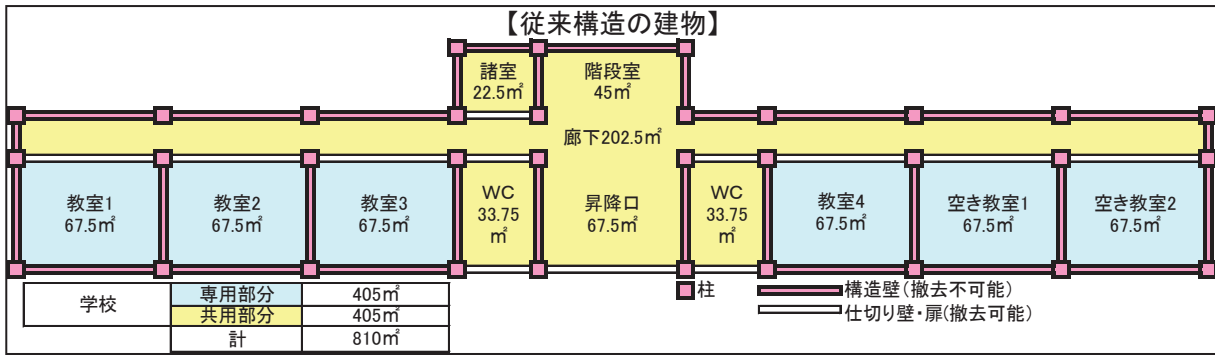 【従来構造の建物】
諸室
22.5㎡
階段室
45㎡
廊下202.5㎡
教室1
67.5㎡
教室2
67.5㎡
教室3
67.5㎡
WC
33.75
㎡
昇降口
67.5㎡
WC
33.75
㎡
教室4
67.5㎡
空き教室1
67.5㎡
空き教室2
67.5㎡
学校
専用部分 405㎡
共用部分 405㎡
計 810㎡
柱
構造壁(撤去不可能)
仕切り壁・扉(撤去可能)